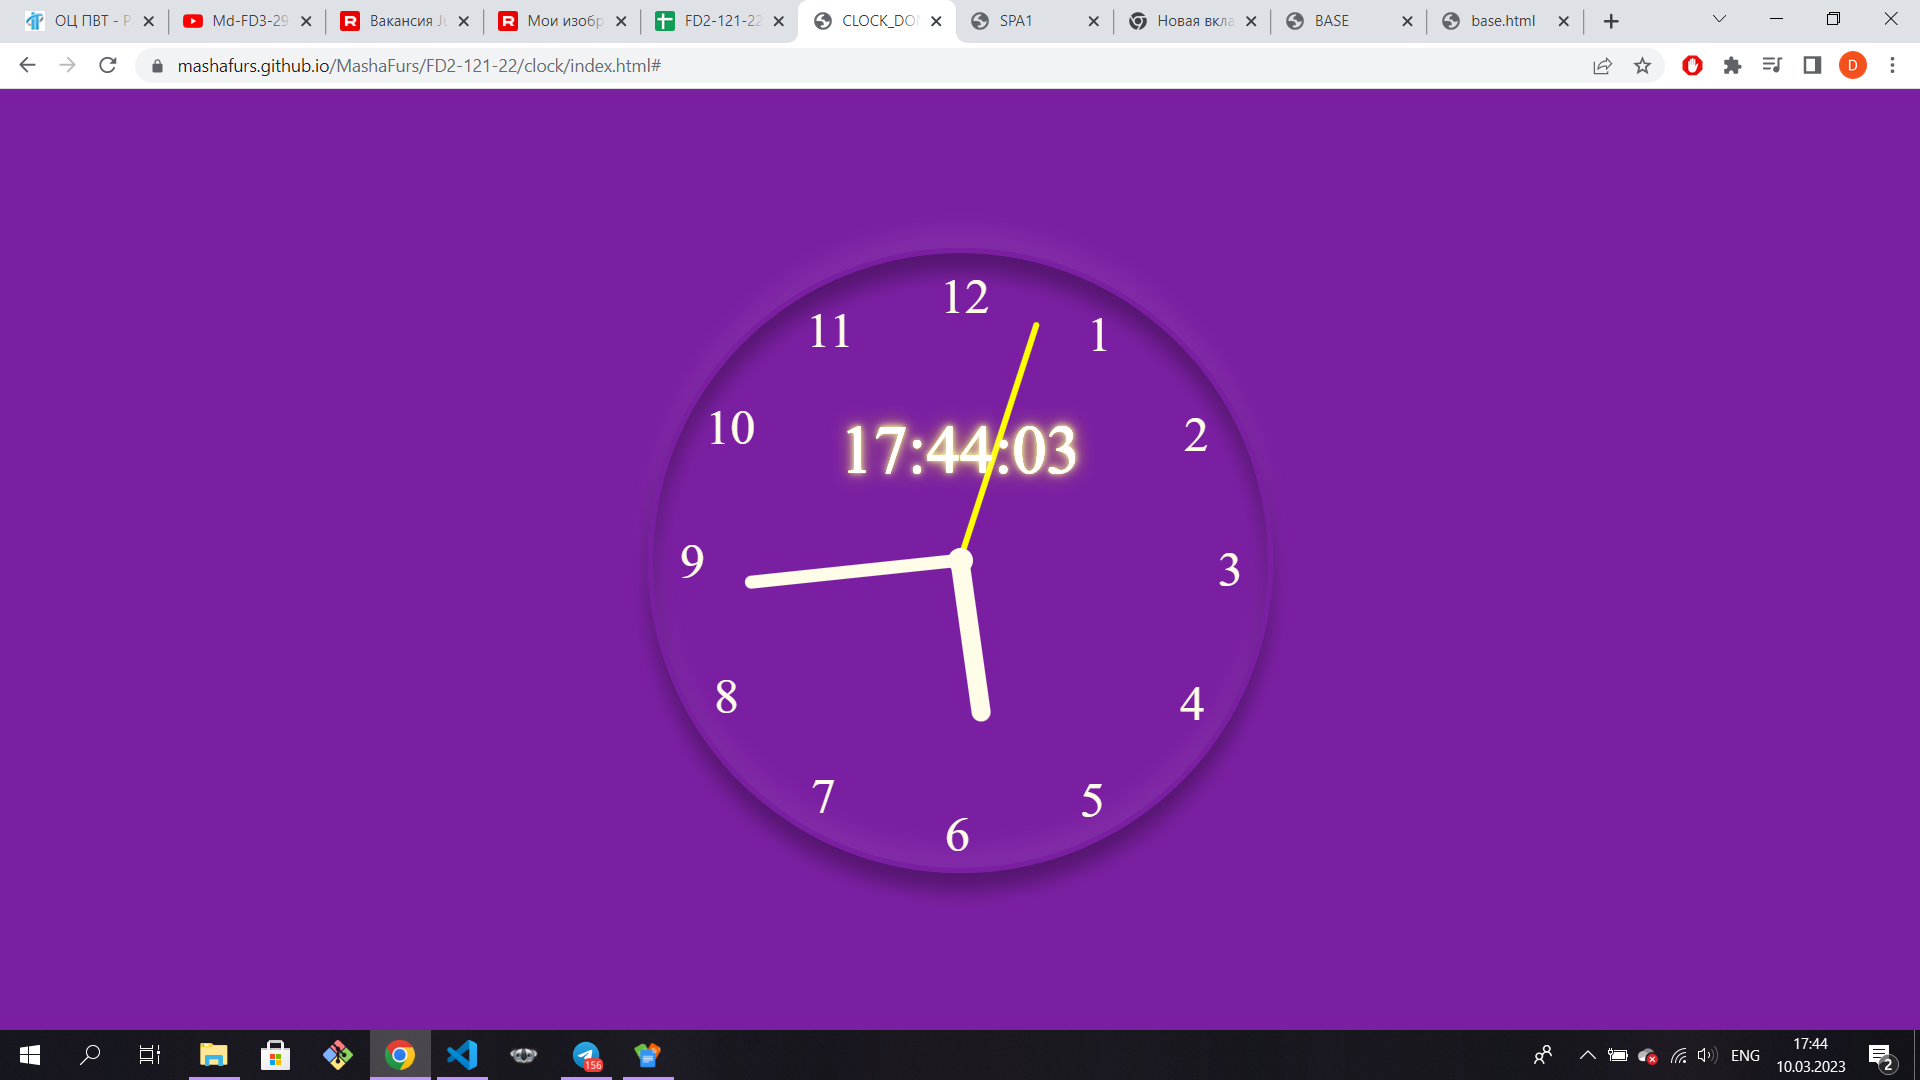 ОЦ ПВТ - Р
Md-FD3-29
Вакансия Ju
Мои изобр
FD2-121-22
CLOCK_DOM
SPA1
Новая вкла
BASE
base.html
mashafurs.github.io/MashaFurs/FD2-121-22/clock/index.html#
D
12
11
1
10
2
17:44:03
9
3
8
4
7
5
6
156
ENG
17:44
10.03.2023
2